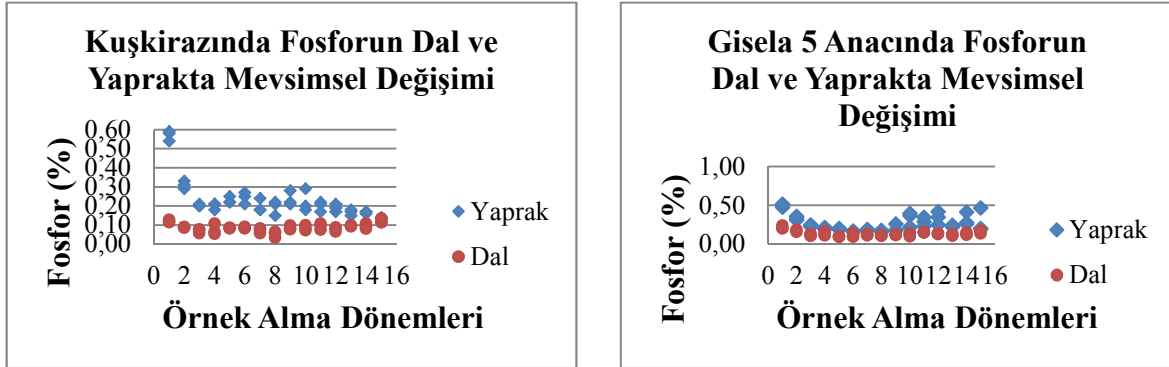 Kuşkirazında Fosforun Dal ve
Yaprakta Mevsimsel Değişimi
Fosfor (%)
0,60
0,50
0,40
0,30
0,20
0,10
0,00
0 2 4 6 8 10 12 14 16
Örnek Alma Dönemleri
Yaprak
Dal
Gisela 5 Anacında Fosforun
Dal ve Yaprakta Mevsimsel
Değişimi
Fosfor (%)
1,00
0,50
0,00
0 2 4 6 8 10 12 14 16
Örnek Alma Dönemleri
Yaprak
Dal